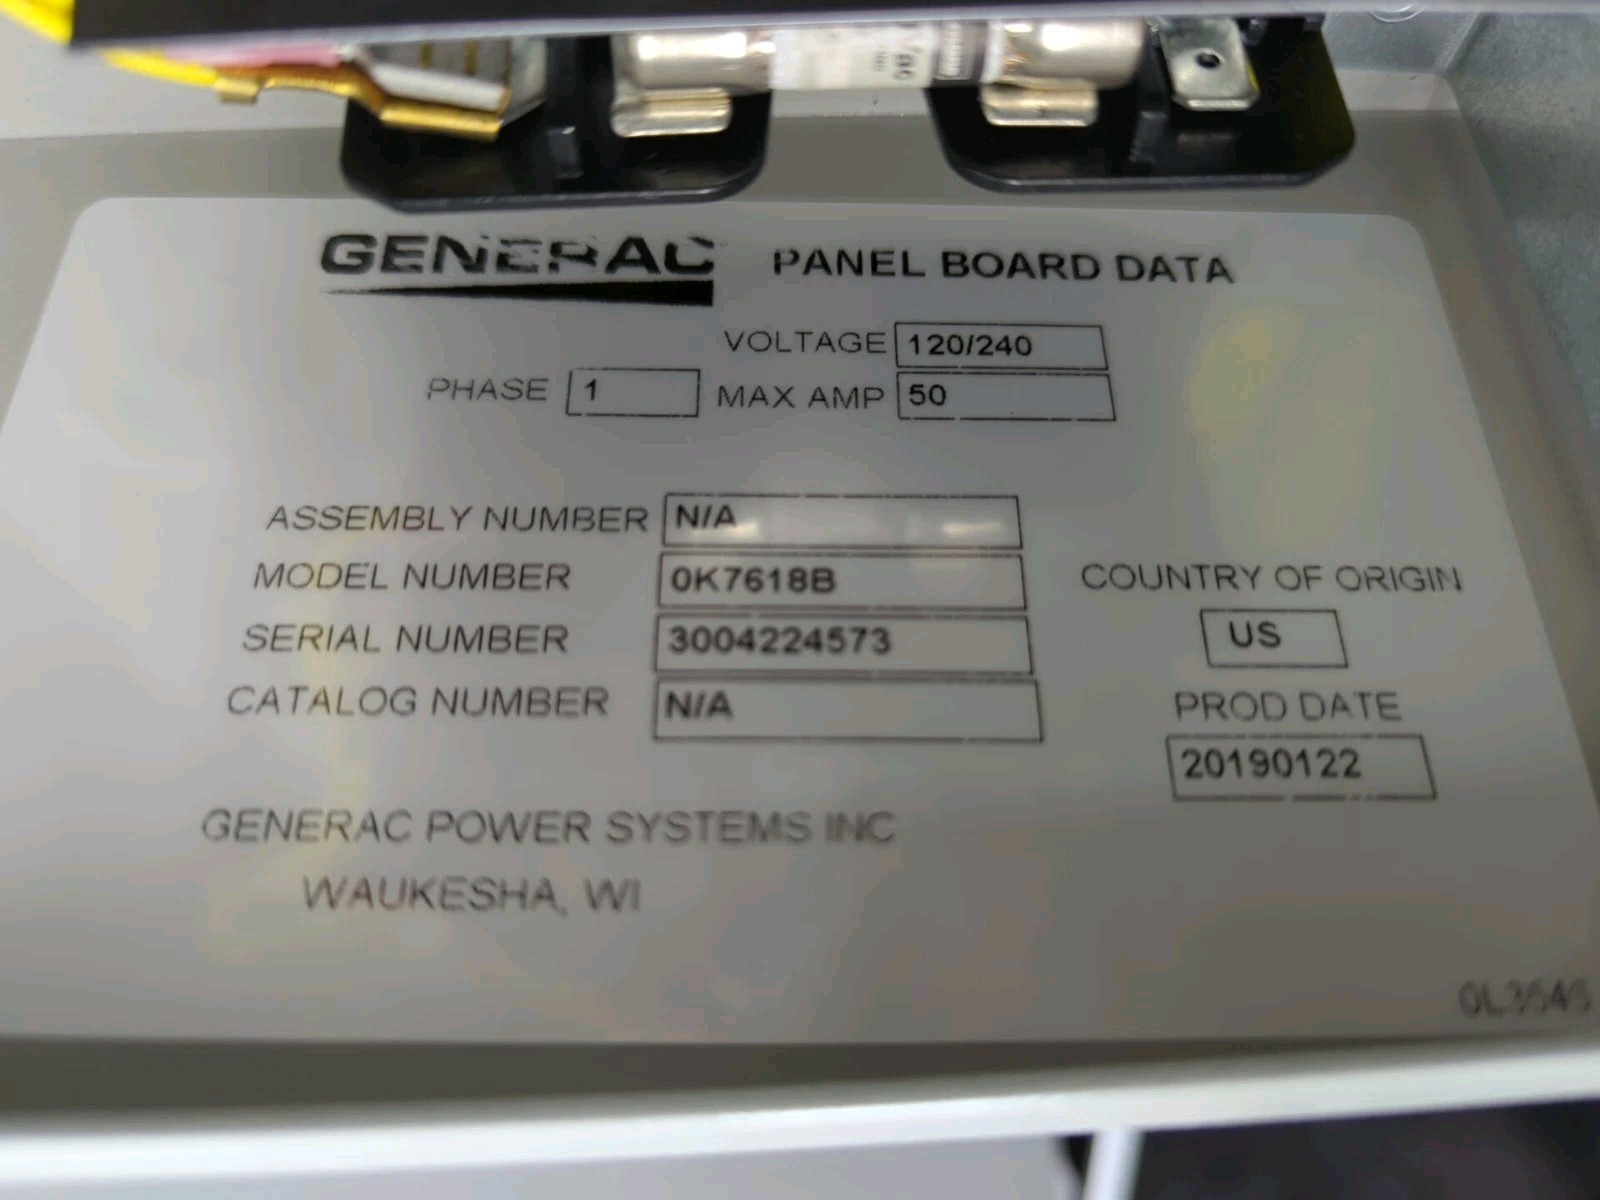 GENERAC PANEL BOARD DATA
VOLTAGE 120/240
PHASE 1 MAX AMP 50
ASSEMBLY NUMBER N/A
MODEL NUMBER 0K7618B
COUNTRY OF ORIGIN
SERIAL NUMBER 3004224573
US
CATALOG NUMBER N/A
PROD DATE
20190122
GENERAC POWER SYSTEMS INC
WAUKESHA, WI